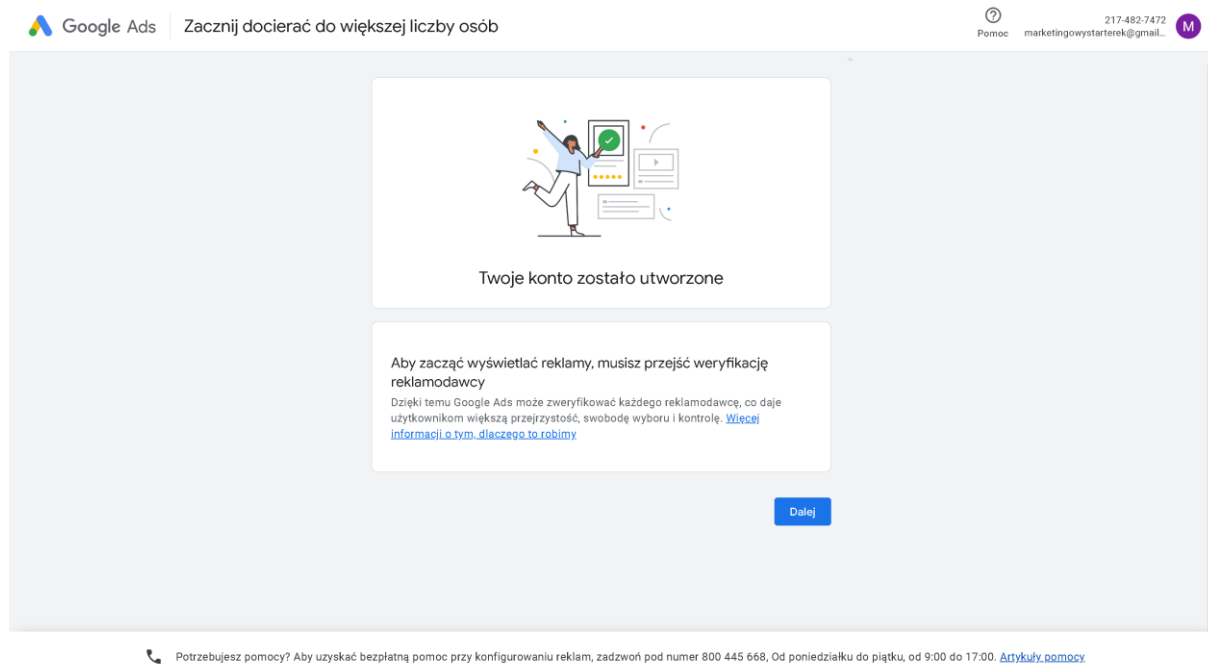 Google Ads
Zacznij docierać do większej liczby osób
Pomoc
217-482-7472
marketingowystarterek@gmail...
M
Twoje konto zostało utworzone
Aby zacząć wyświetlać reklamy, musisz przejść weryfikację
reklamodawcy
Dzięki temu Google Ads może zweryfikować każdego reklamodawcę, co daje
użytkownikom większą przejrzystość, swobodę wyboru i kontrolę. Więcej
informacji o tym, dlaczego to robimy
Dalej
Potrzebujesz pomocy? Aby uzyskać bezpłatną pomoc przy konfigurowaniu reklam, zadzwoń pod numer 800 445 668, Od poniedziałku do piątku, od 9:00 do 17:00. Artykuły pomocy